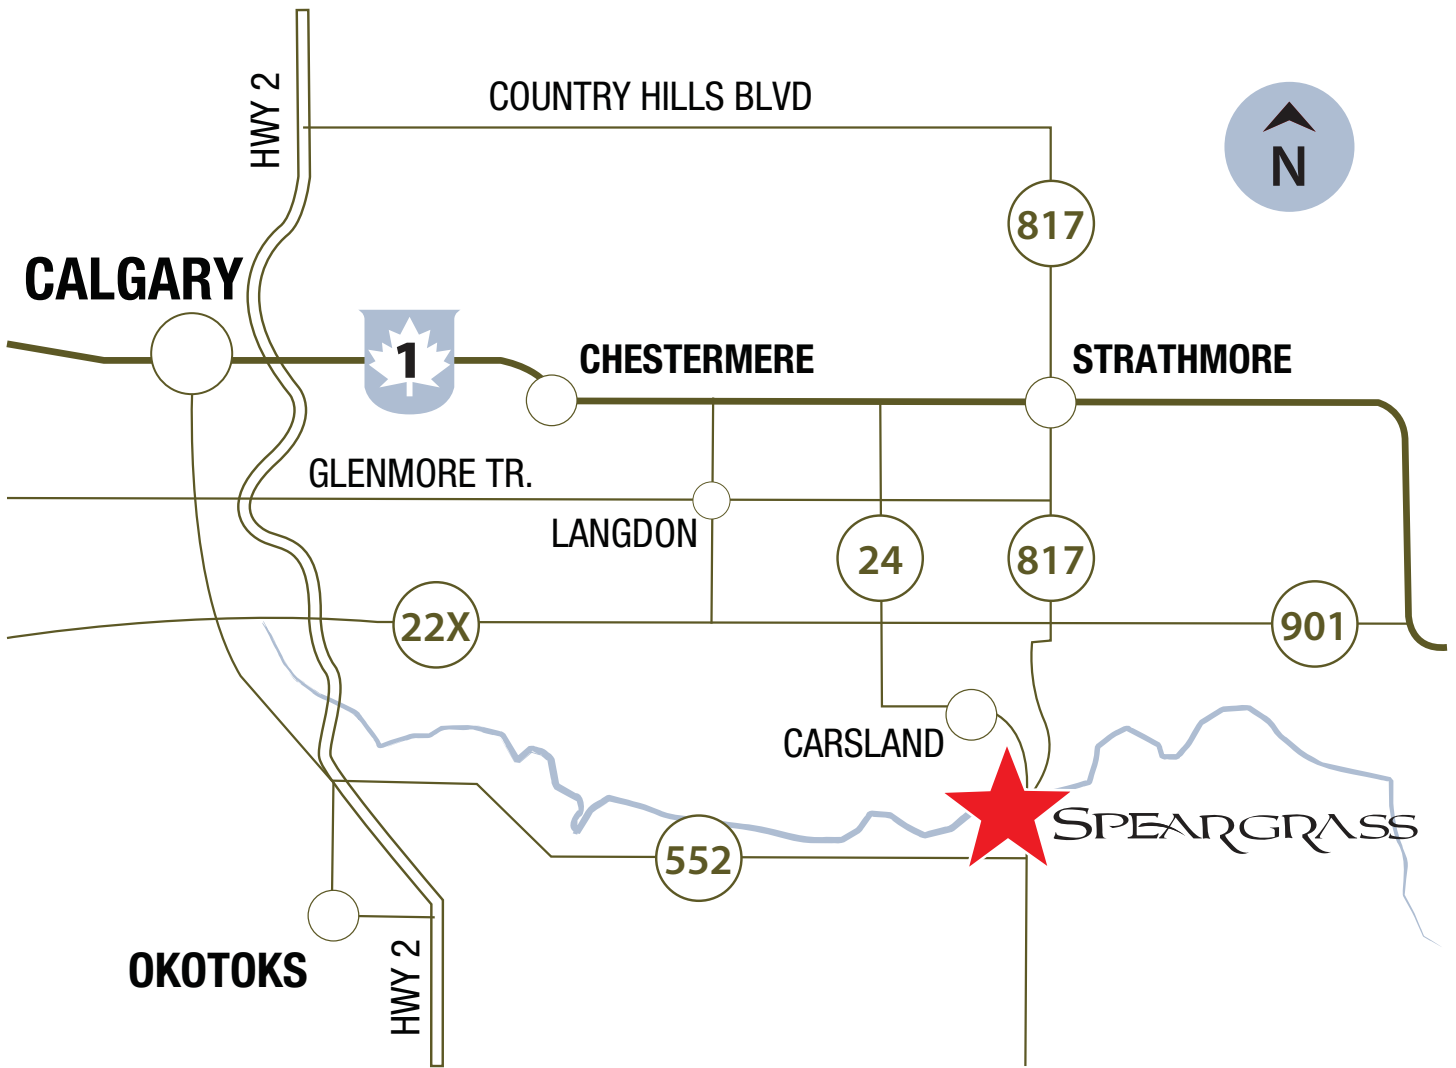 HWY 2
COUNTRY HILLS BLVD
N
817
CALGARY
1
CHESTERMERE
STRATHMORE
GLENMORE TR.
LANGDON
24
817
22X
901
CARSLAND
SPEARGRASS
552
OKOTOKS
HWY 2